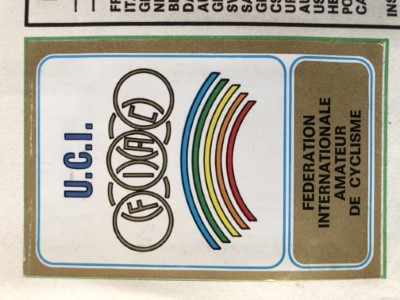 U.C.I.
FIAC
FEDERATION
INTERNATIONALE
AMATEUR
DE CYCLISME